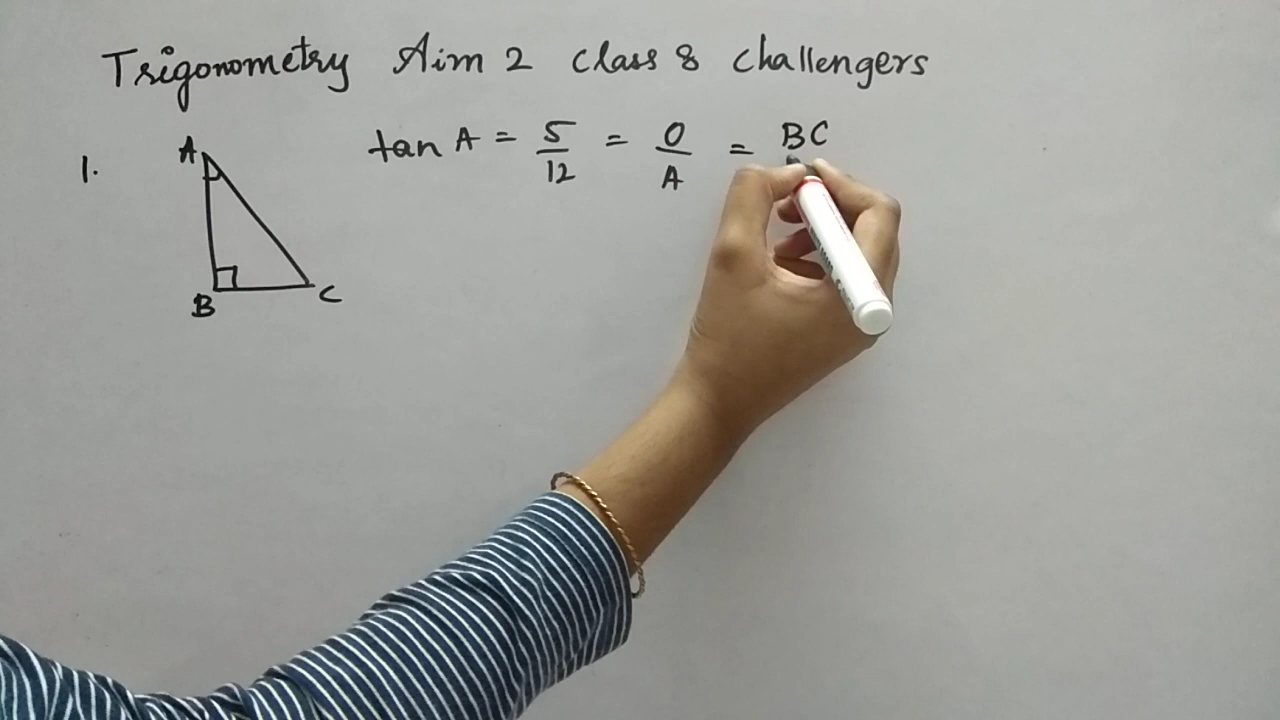 Trigonometry Aim 2 Class 8 Challengers
1.
A
B
C
tan A = 5/12 = O/A = BC